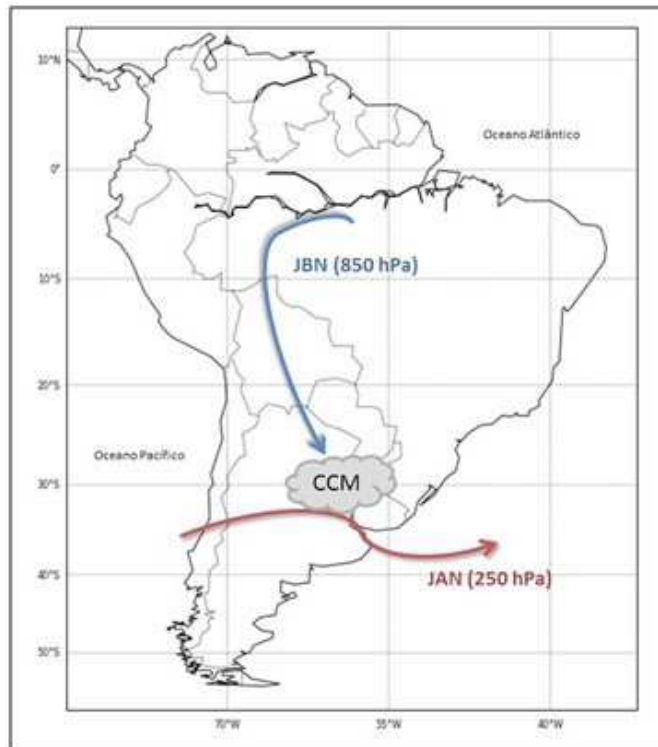 10°N
Oceano Atlântico
0°
JBN (850 hPa)
10°S
20°S
Oceano Pacífico
CCM
30°S
40°S
JAN (250 hPa)
50°S
70°W
55°W
40°W